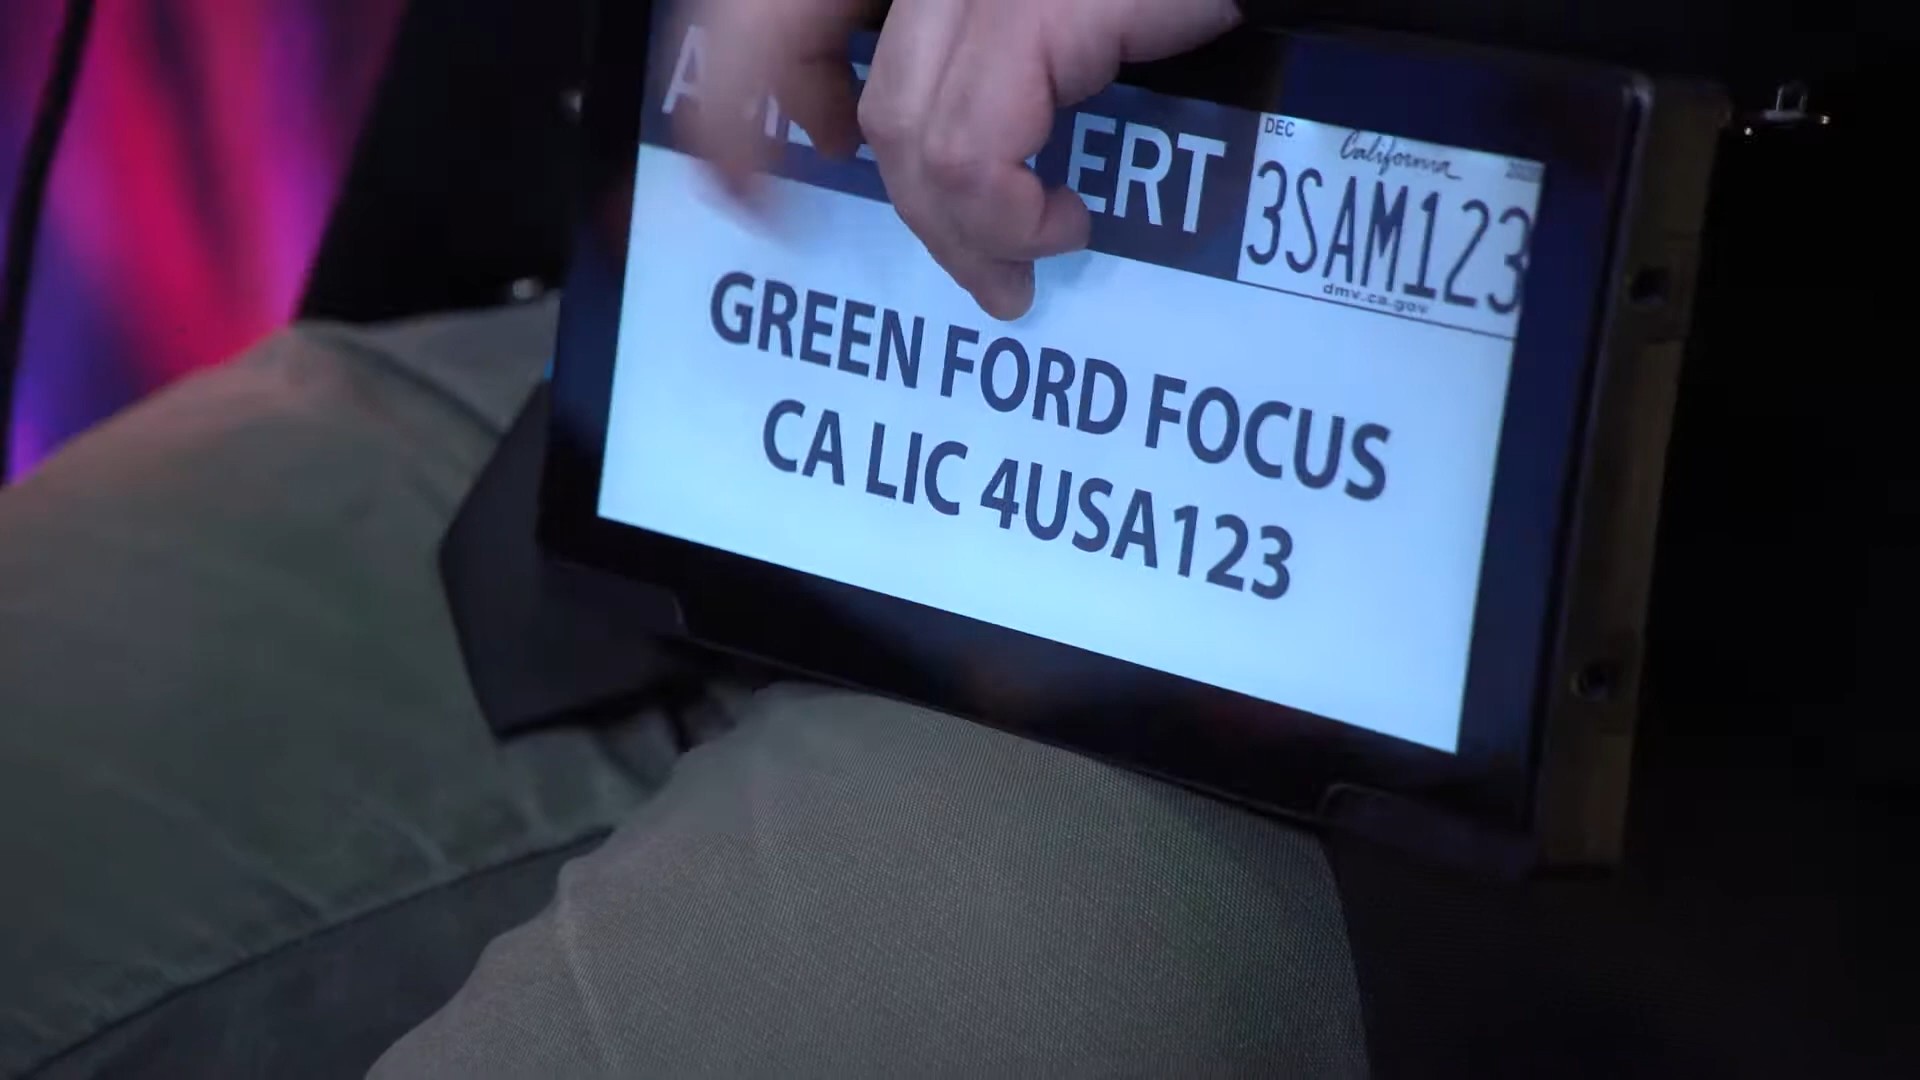 ERT
DEC
California
3SAM123
dmv.ca.gov
GREEN FORD FOCUS
CA LIC 4USA123